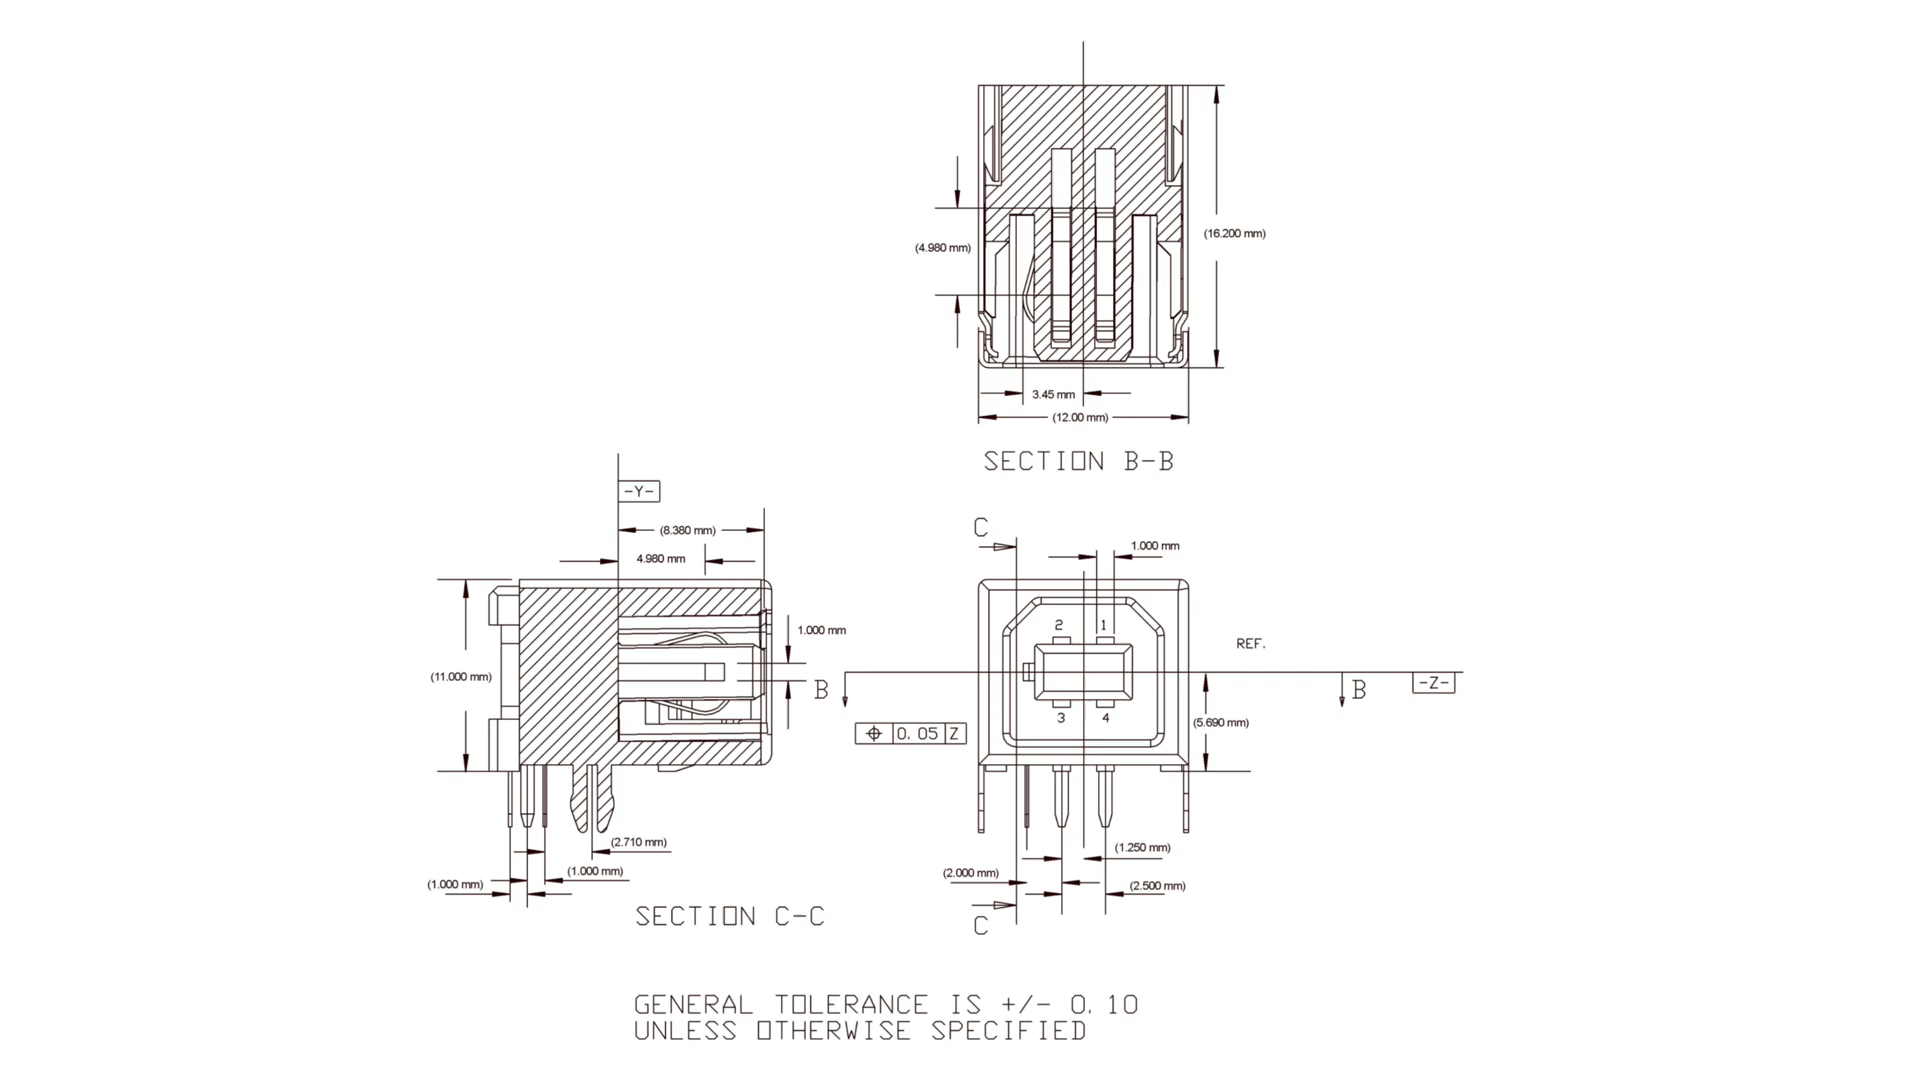 (4.980 mm)
(16.200 mm)
3.45 mm
(12.00 mm)
SECTION B-B
-Y-
(8.380 mm)
4.980 mm
(11.000 mm)
1.000 mm
(2.710 mm)
(1.000 mm)
(1.000 mm)
SECTION C-C
C
1.000 mm
2 1
REF.
B
B
-Z-
0.05 Z
3 4
(5.690 mm)
(1.250 mm)
(2.000 mm)
(2.500 mm)
C
GENERAL TOLERANCE IS +/- 0.10
UNLESS OTHERWISE SPECIFIED